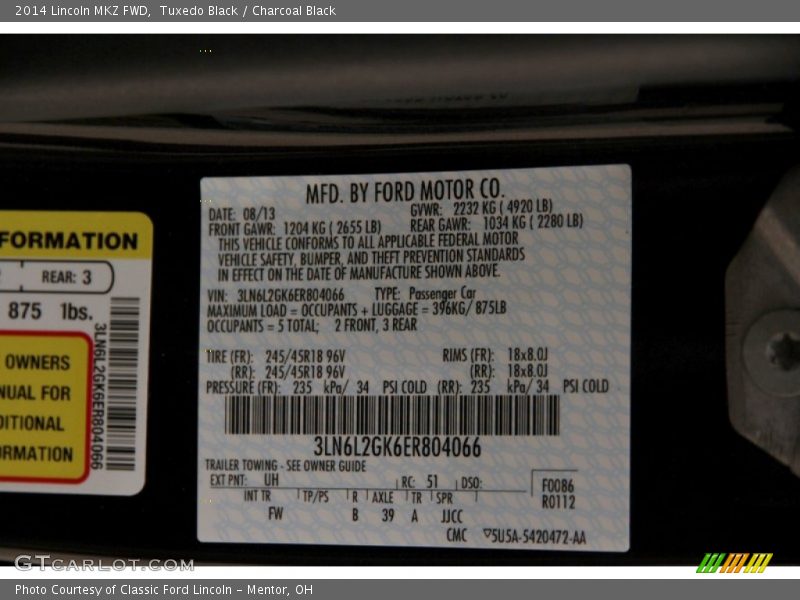 2014 Lincoln MKZ FWD, Tuxedo Black / Charcoal Black
MFD. BY FORD MOTOR CO.
DATE: 08/13 GVWR: 2232 KG ( 4920 LB)
FRONT GAWR: 1204 KG ( 2655 LB) REAR GAWR: 1034 KG ( 2280 LB)
THIS VEHICLE CONFORMS TO ALL APPLICABLE FEDERAL MOTOR
VEHICLE SAFETY, BUMPER, AND THEFT PREVENTION STANDARDS
IN EFFECT ON THE DATE OF MANUFACTURE SHOWN ABOVE.
VIN: 3LN6L2GK6ER804066 TYPE: Passenger Car
MAXIMUM LOAD = OCCUPANTS + LUGGAGE = 396KG/ 875LB
OCCUPANTS = 5 TOTAL; 2 FRONT, 3 REAR
TIRE (FR): 245/45R18 96V RIMS (FR): 18x8.0J
(RR): 245/45R18 96V (RR): 18x8.0J
PRESSURE (FR): 235 kPa/ 34 PSI COLD (RR): 235 kPa/ 34 PSI COLD
3LN6L2GK6ER804066
TRAILER TOWING - SEE OWNER GUIDE
EXT PNT: UH RC: 51 DSO: F0086
INT TR TP/PS R AXLE TR SPR R0112
FW B 39 A JJCC
CMC ▽5U5A-5420472-AA
FORMATION
REAR: 3
875 lbs.
OWNERS
NUAL FOR
DITIONAL
ORMATION
3LN6L2GK6ER804066
GTCarLot.com
Photo Courtesy of Classic Ford Lincoln - Mentor, OH